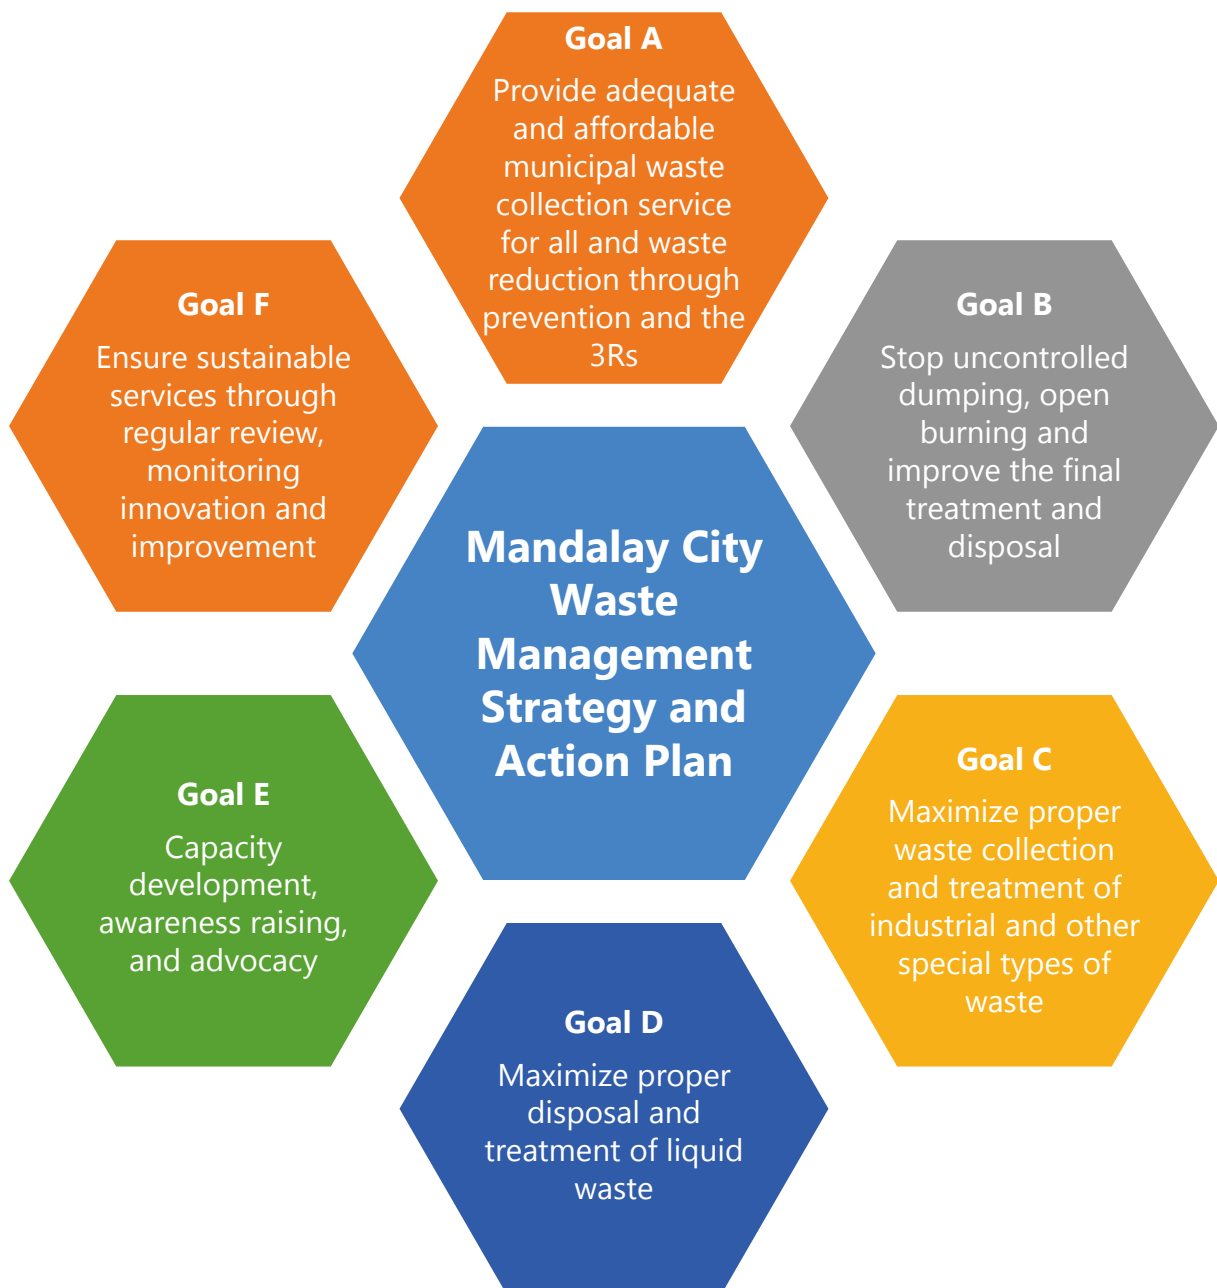 Goal A
Provide adequate
and affordable
municipal waste
collection service
for all and waste
reduction through
prevention and the
3Rs
Goal B
Stop uncontrolled
dumping, open
burning and
improve the final
treatment and
disposal
Goal C
Maximize proper
waste collection
and treatment of
industrial and other
special types of
waste
Goal D
Maximize proper
disposal and
treatment of liquid
waste
Goal E
Capacity
development,
awareness raising,
and advocacy
Goal F
Ensure sustainable
services through
regular review,
monitoring
innovation and
improvement
Mandalay City
Waste
Management
Strategy and
Action Plan